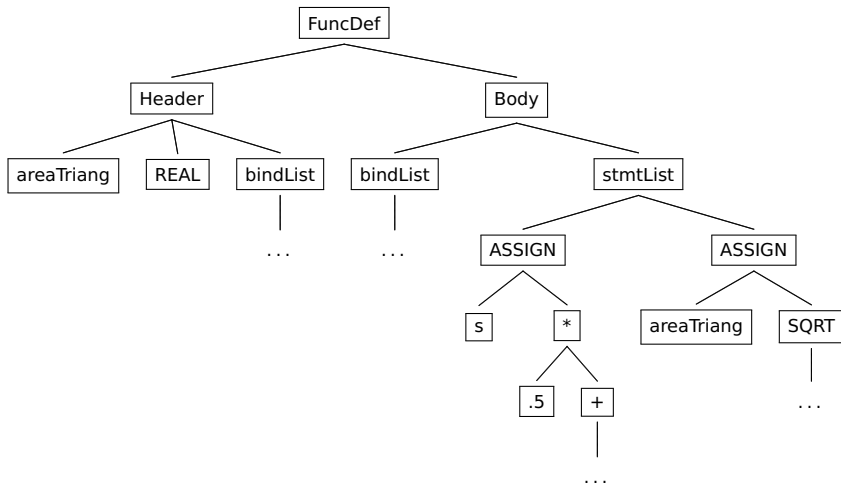 FuncDef
Header Body
areaTriang REAL bindList bindList stmtList
... ... ASSIGN ASSIGN
s * areaTriang SQRT
.5 + ...
...